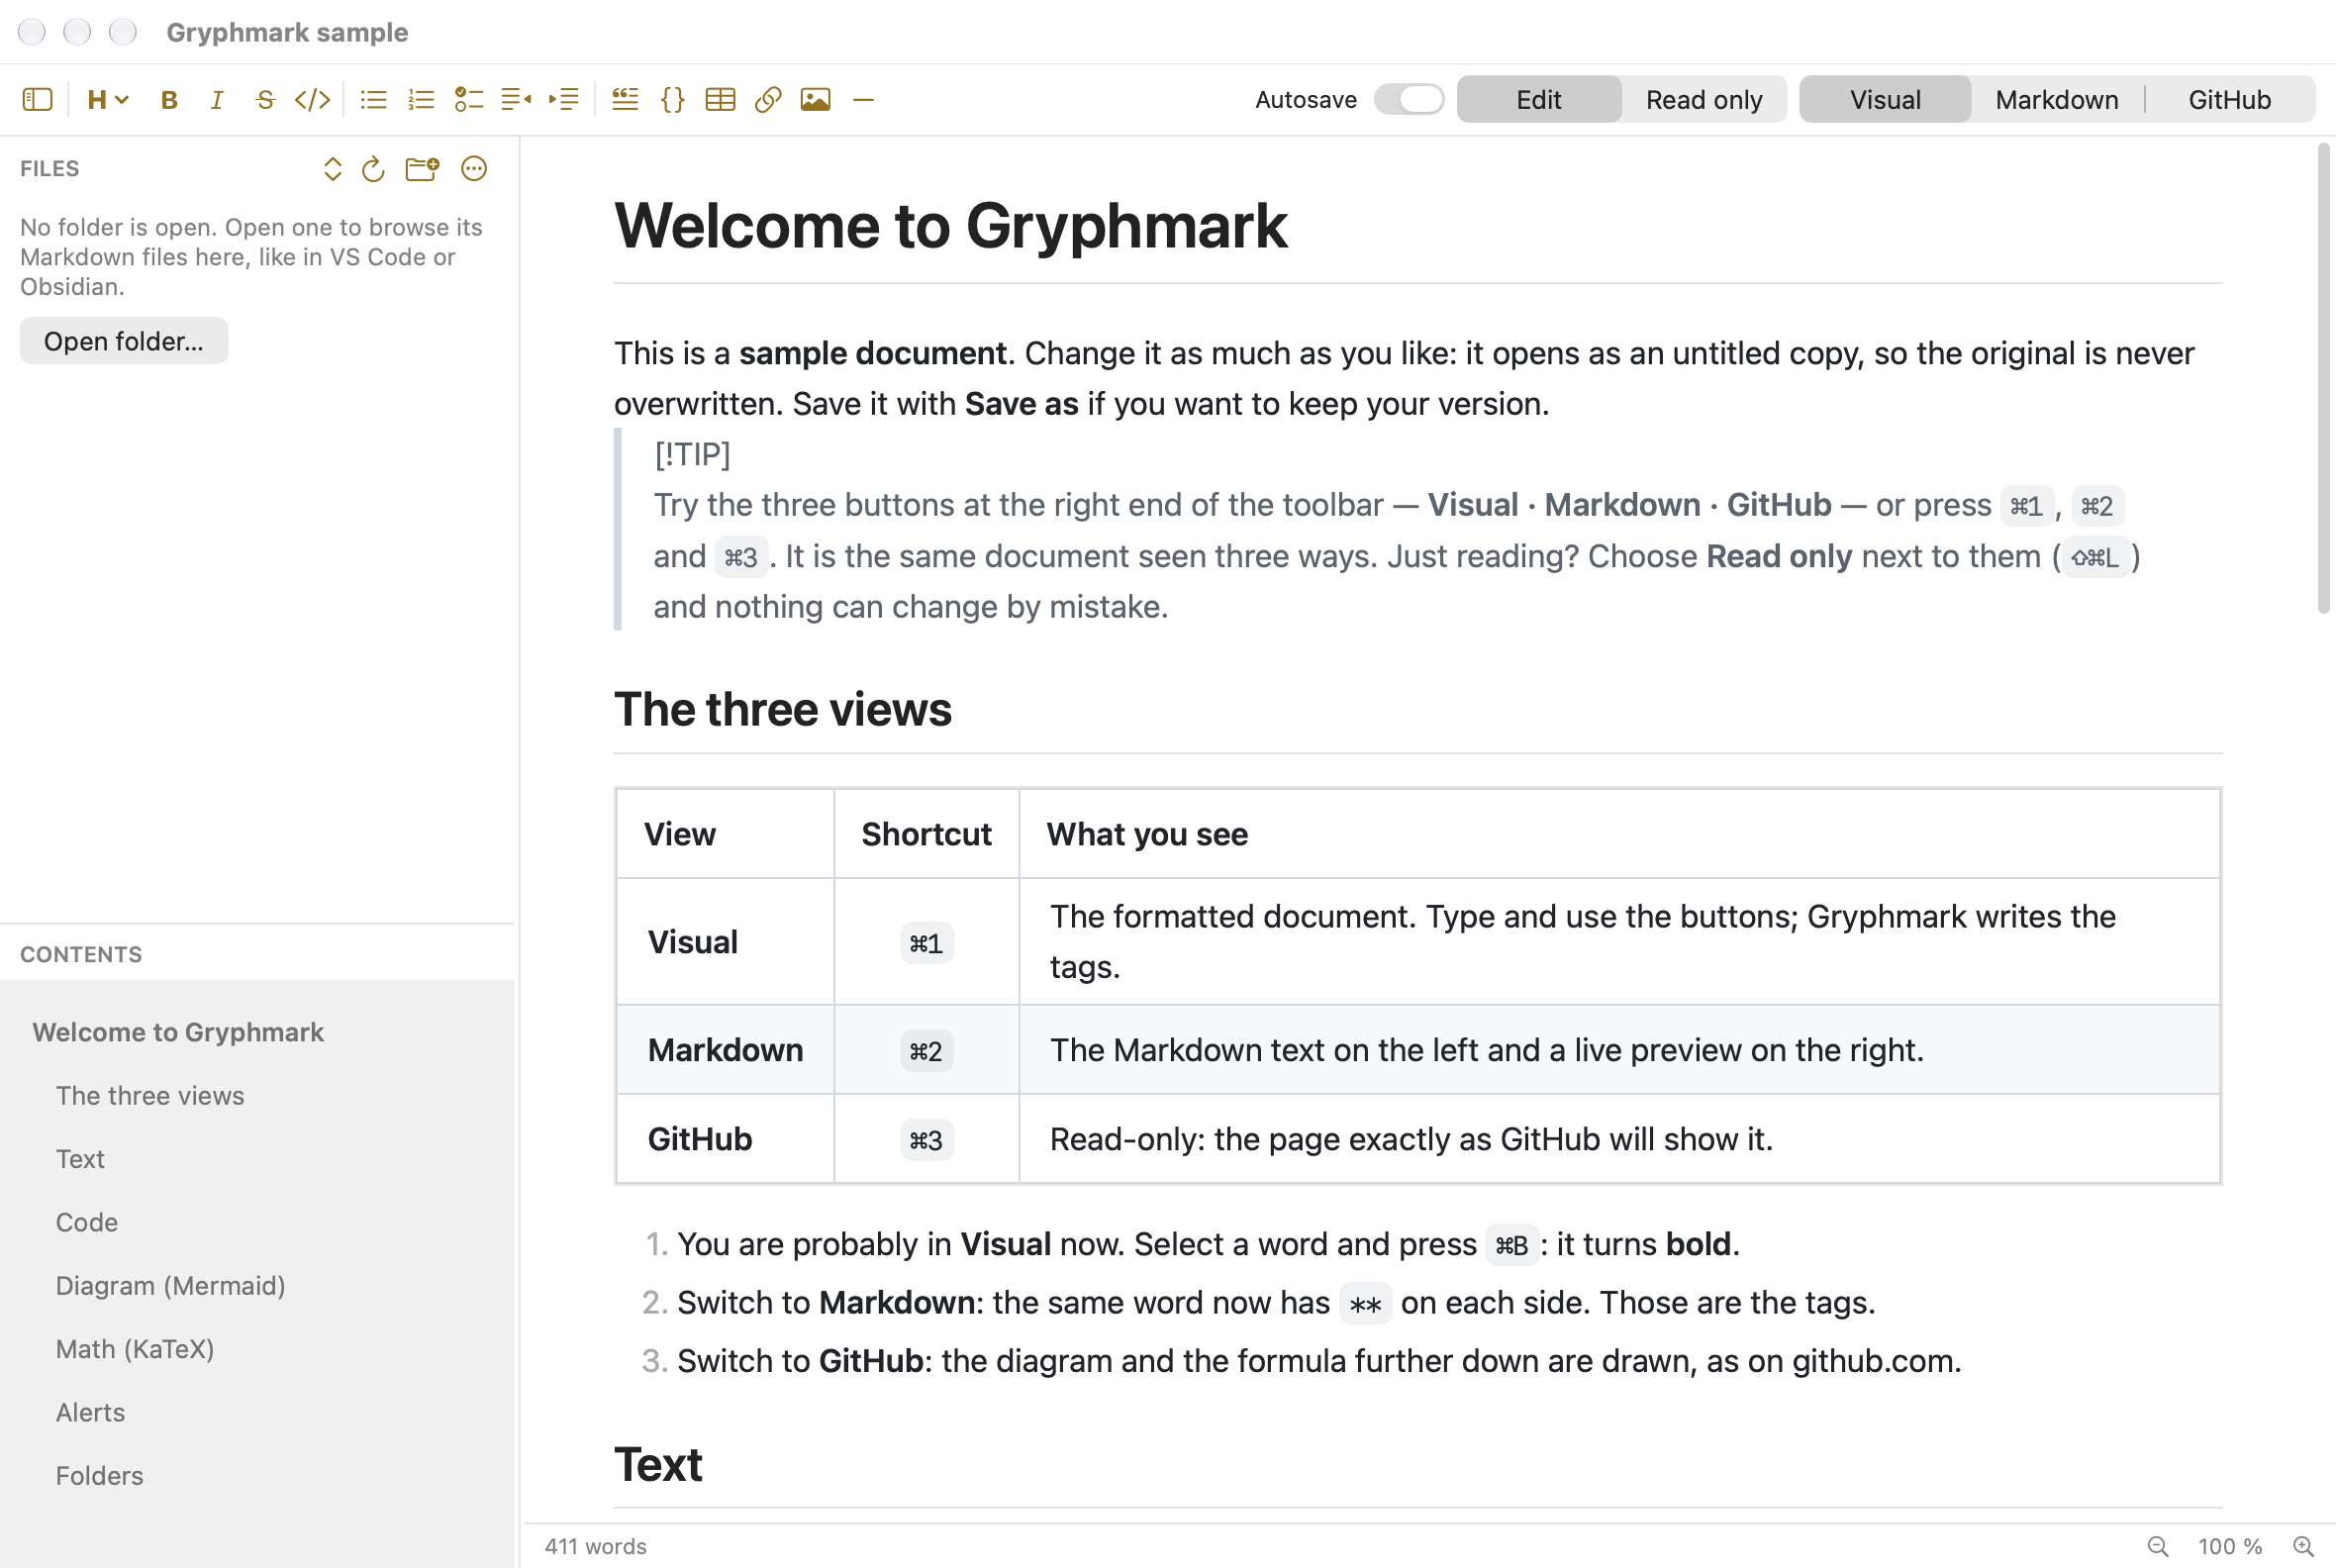 Gryphmark sample
H B I S </> {} Autosave Edit Read only Visual Markdown GitHub
FILES
No folder is open. Open one to browse its
Markdown files here, like in VS Code or
Obsidian.
Open folder...
CONTENTS
Welcome to Gryphmark
The three views
Text
Code
Diagram (Mermaid)
Math (KaTeX)
Alerts
Folders
Welcome to Gryphmark
This is a sample document. Change it as much as you like: it opens as an untitled copy, so the original is never
overwritten. Save it with Save as if you want to keep your version.
[!TIP]
Try the three buttons at the right end of the toolbar — Visual · Markdown · GitHub — or press ⌘1, ⌘2
and ⌘3. It is the same document seen three ways. Just reading? Choose Read only next to them (⇧⌘L)
and nothing can change by mistake.
The three views
View Shortcut What you see
Visual ⌘1 The formatted document. Type and use the buttons; Gryphmark writes the
tags.
Markdown ⌘2 The Markdown text on the left and a live preview on the right.
GitHub ⌘3 Read-only: the page exactly as GitHub will show it.
1. You are probably in Visual now. Select a word and press ⌘B: it turns bold.
2. Switch to Markdown: the same word now has ** on each side. Those are the tags.
3. Switch to GitHub: the diagram and the formula further down are drawn, as on github.com.
Text
411 words 100 %